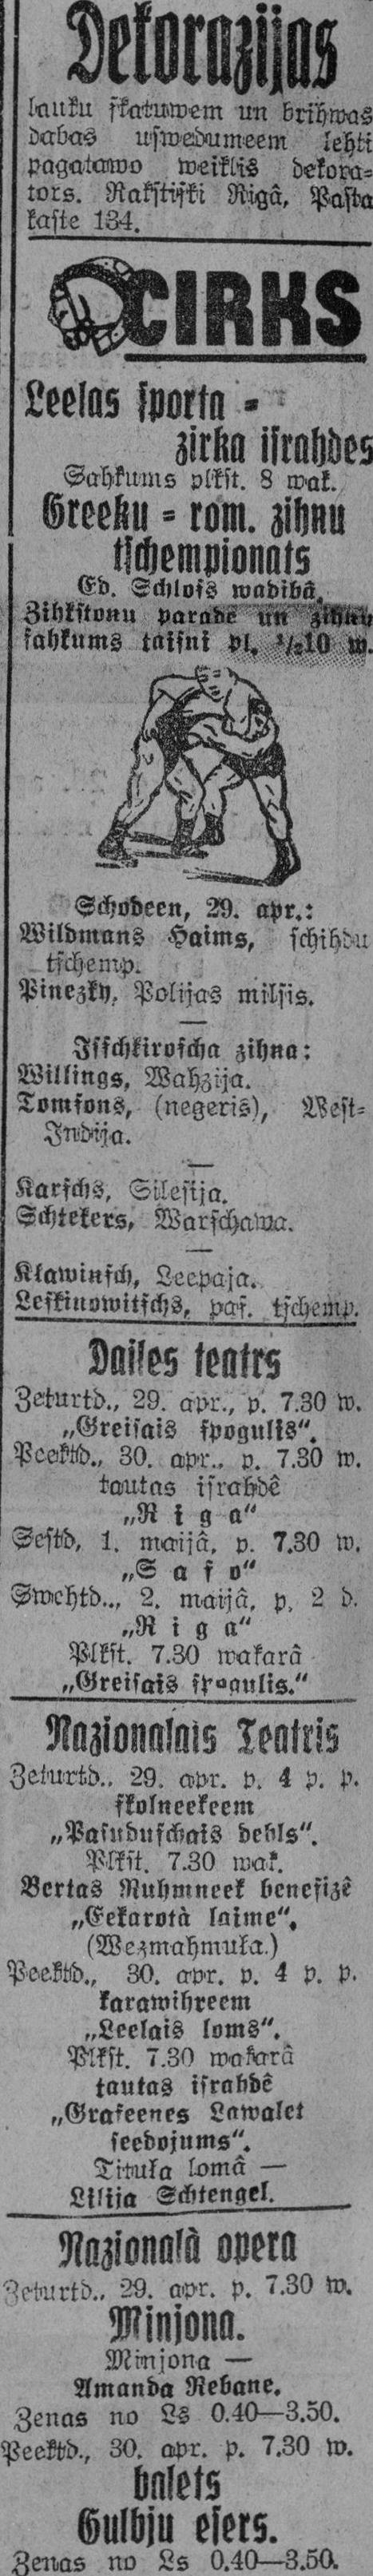 Dekorazijas
lauku skatuwem un brihwas
dabas uswedumeem lehti
pagatawo weiklis dekora=
tors. Rakstiski Rigâ, Pasta
kaste 134.
CIRKS
Leelas sporta =
zirka israhdes
Sahkums plkst. 8 wak.
Greeku = rom. zihnu
tschempionats
Ed. Schloss wadibâ.
Zihkstonu parade un zihnu
sahkums taisni pl. ½10 w.
Schodeen, 29. apr.:
Wildmans Haims, schihdu
tschemp.
Pinezky, Polijas milsis.
Isschkiroscha zihna:
Willings, Wahzija.
Tomsons, (negeris), West=
Indija.
Karschs, Silesija.
Schtekers, Warschawa.
Klawinsch, Leepaja.
Leskinowitschs, pas. tschemp.
Dailes teatrs
Zeturtd., 29. apr., p. 7.30 w.
„Greisais spogulis".
Peektd., 30. apr.. p. 7.30 w.
tautas israhdê
„R i g a"
Sestd, 1. maijâ, p. 7.30 w.
„S a f o"
Swehtd.., 2. maijâ, p, 2 d.
„R i g a"
Plkst. 7.30 wakarâ
„Greisais spogulis."
Nazionalais Teatris
Zeturtd.. 29. apr. p. 4 p. p.
skolneekeem
„Pasuduschais dehls".
Plkst. 7.30 wak.
Bertas Ruhmneek benefizê
„Eekarotà laime".
(Wezmahmuka.)
Peektd., 30. apr. p. 4 p. p.
karawihreem
„Leelais loms".
Plkst. 7.30 wakarâ
tautas israhdê
„Grafeenes Lawalet
seedojums".
Tituka lomâ —
Lilija Schtengel.
Nazionalà opera
Zeturtd.. 29. apr. p. 7.30 w.
Minjona.
Minjona —
Amanda Rebane.
Zenas no Ls 0.40—3.50.
Peektd., 30. apr. p. 7.30 w.
balets
Gulbju esers.
Zenas no Ls 0.40—3.50.